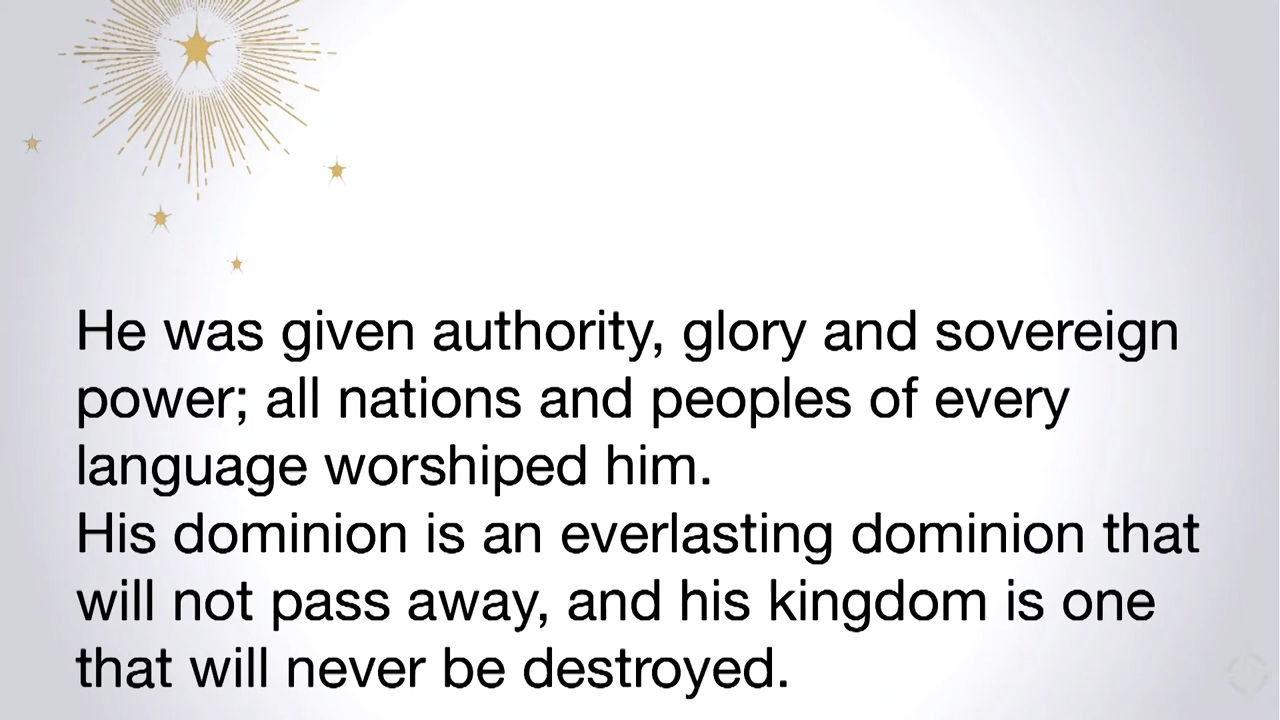 He was given authority, glory and sovereign
power; all nations and peoples of every
language worshiped him.
His dominion is an everlasting dominion that
will not pass away, and his kingdom is one
that will never be destroyed.